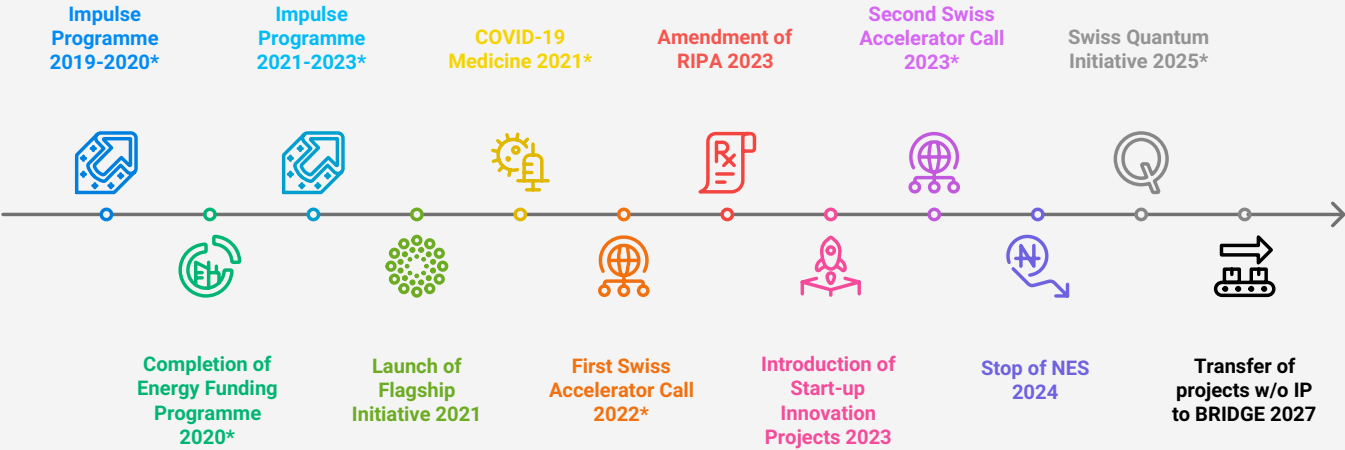 Impulse
Programme
2019-2020*
Impulse
Programme
2021-2023*
COVID-19
Medicine 2021*
Amendment of
RIPA 2023
Second Swiss
Accelerator Call
2023*
Swiss Quantum
Initiative 2025*
Completion of
Energy Funding
Programme
2020*
Launch of
Flagship
Initiative 2021
First Swiss
Accelerator Call
2022*
Introduction of
Start-up
Innovation
Projects 2023
Stop of NES
2024
Transfer of
projects w/o IP
to BRIDGE 2027